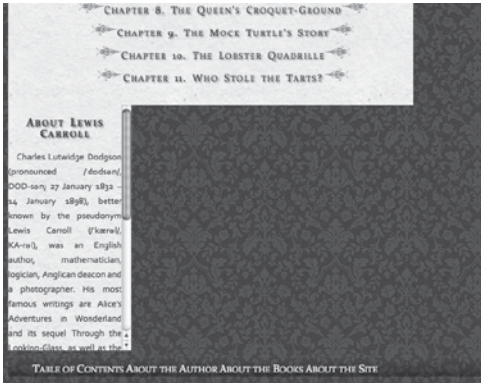 Chapter 8. The Queen's Croquet-Ground
Chapter 9. The Mock Turtle's Story
Chapter 10. The Lobster Quadrille
Chapter 11. Who Stole the Tarts?
About Lewis
Carroll
Charles Lutwidge Dodgson
(pronounced /ˈdɒdsən/,
DOD-sən; 27 January 1832 –
14 January 1898), better
known by the pseudonym
Lewis Carroll (/ˈkærəl/,
KA-rəl), was an English
author, mathematician,
logician, Anglican deacon and
a photographer. His most
famous writings are Alice's
Adventures in Wonderland
and its sequel Through the
Looking-Glass, as well as the
Table of Contents About the Author About the Books About the Site